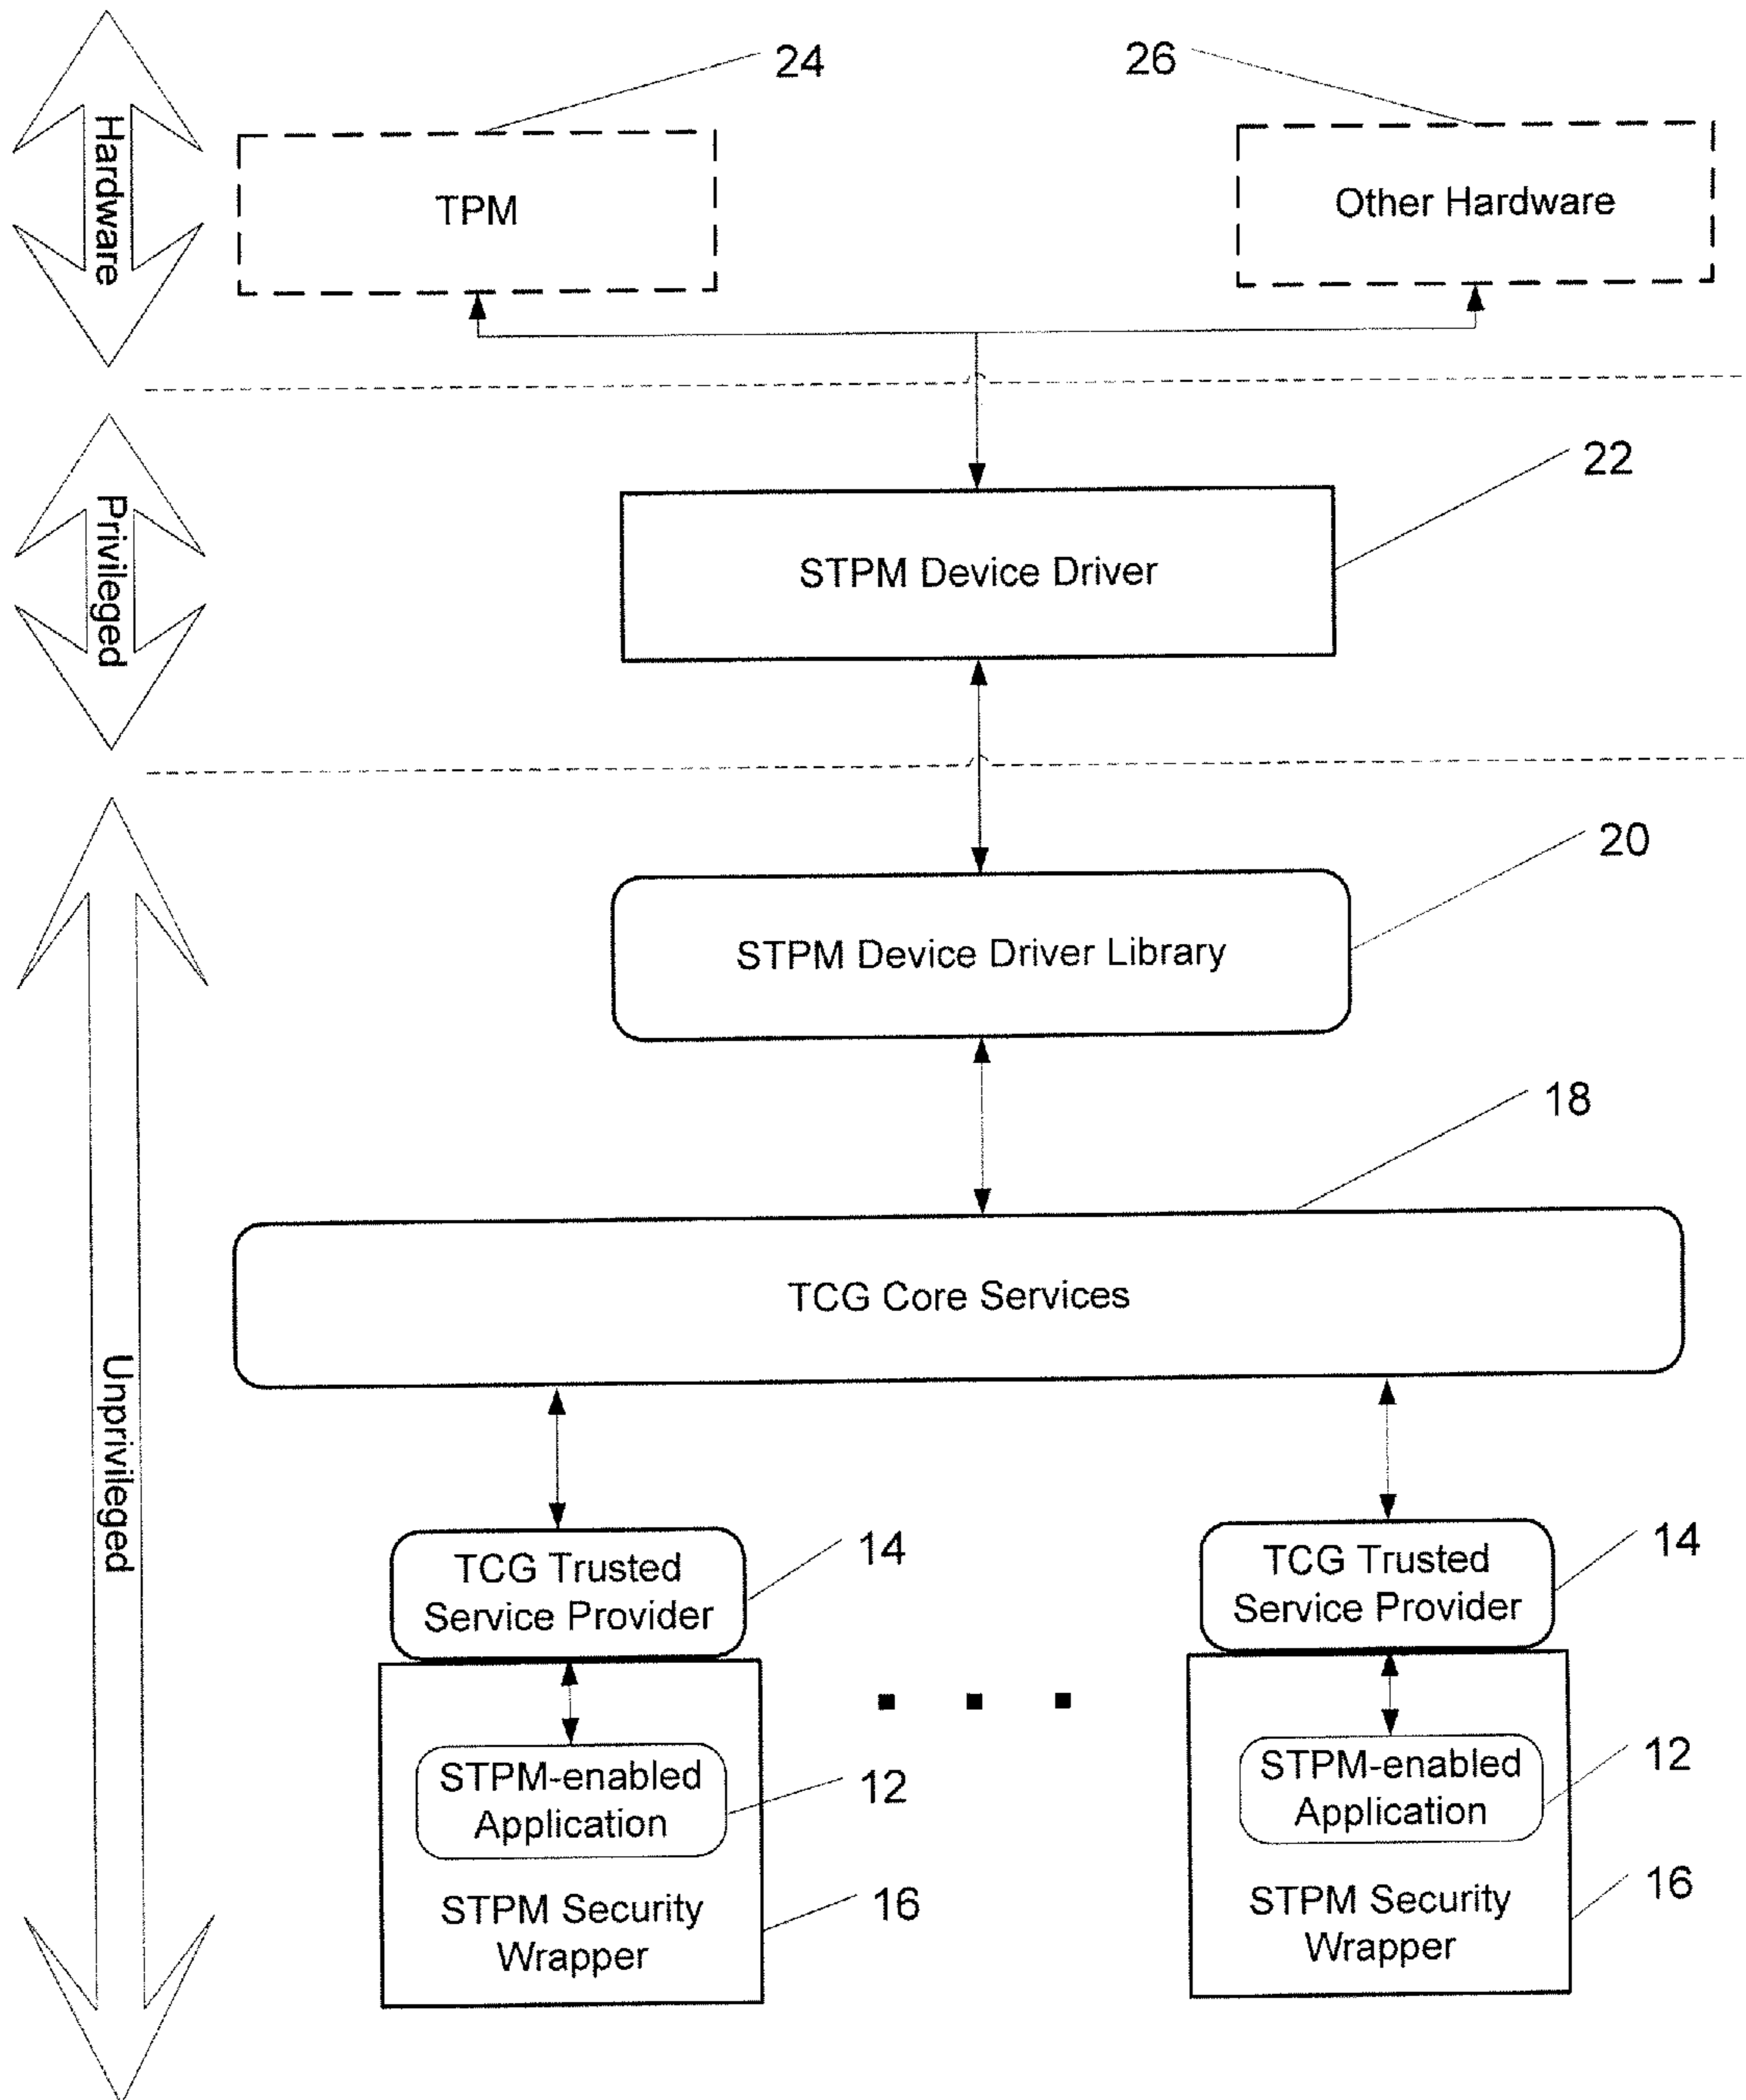 24
26
Hardware
TPM
Other Hardware
22
Privileged
STPM Device Driver
20
STPM Device Driver Library
18
TCG Core Services
Unprivileged
TCG Trusted
Service Provider
14
TCG Trusted
Service Provider
14
STPM-enabled
Application
12
STPM-enabled
Application
12
STPM Security
Wrapper
16
STPM Security
Wrapper
16